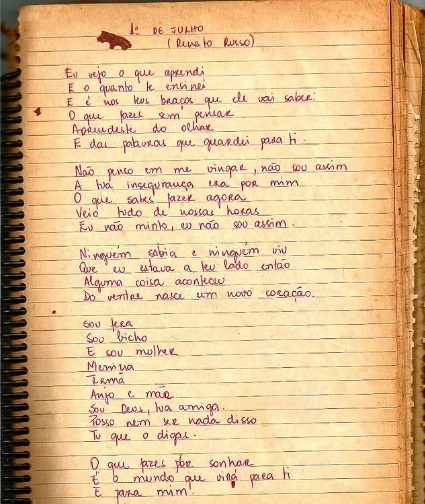 1º DE JULHO
(Renato Russo)
Eu vejo o que aprendi
E o quanto te ensinei
E é nos teus braços que ele vai saber.
O que fazes sem pensar
Aprendeste do olhar
E das palavras que guardei para ti.
Não penso em me vingar, não sou assim
A tua insegurança era por mim
O que sabes fazer agora
Veio tudo de nossas horas
Eu não minto, eu não sou assim.
Ninguém sabia e ninguém viu
Que eu estava a teu lado então
Alguma coisa aconteceu
Do ventre nasce um novo coração.
Sou fera
Sou bicho
E sou mulher
Menina
Irmã
Anjo e mãe
Sou Deus, tua amiga.
Posso nem ser nada disso
Tu que o digas.
O que fazes por sonhar
É o mundo que virá para ti
E para mim.